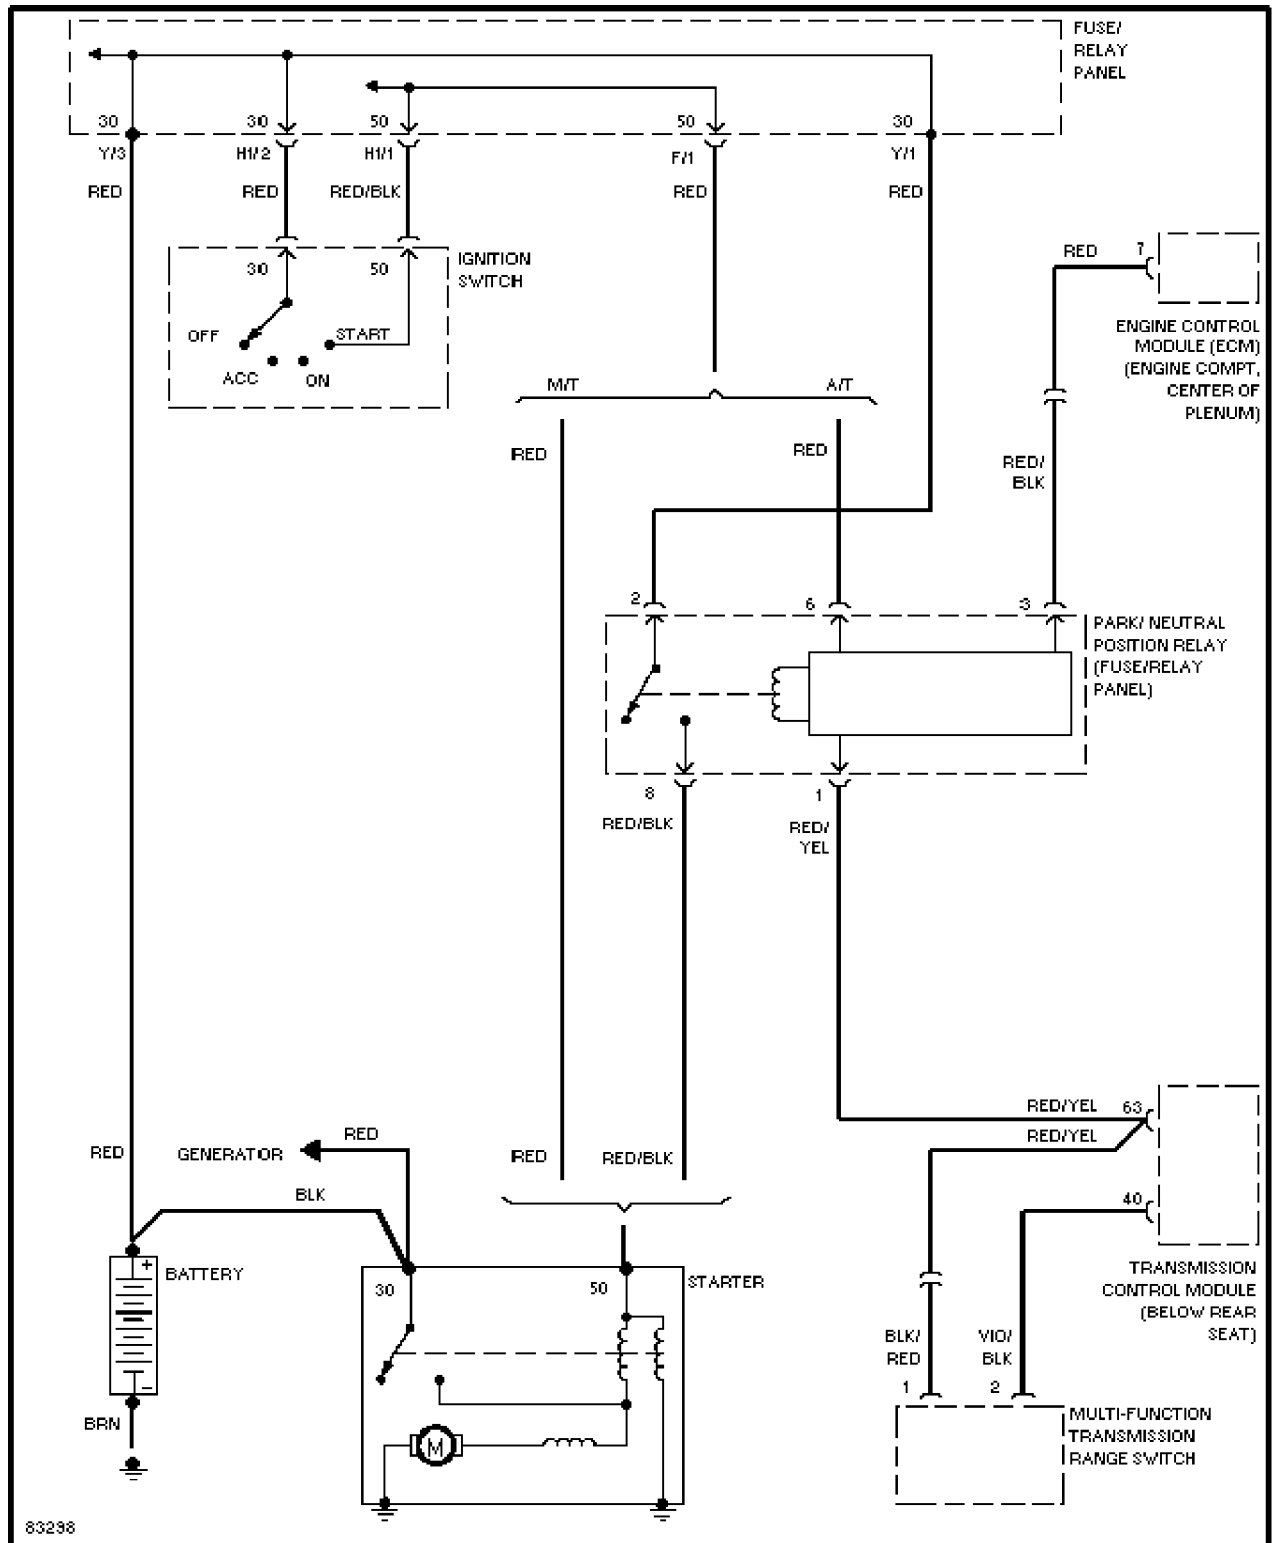 FUSE/
RELAY
PANEL
30 30 50 50 30
Y/3 H1/2 H1/1 F/1 Y/1
RED RED RED/BLK RED RED
RED 7
IGNITION
SWITCH
30 50
OFF START
ACC ON
ENGINE CONTROL
MODULE (ECM)
(ENGINE COMPT,
CENTER OF
PLENUM)
M/T A/T
RED RED
RED/
BLK
2 6 3
PARK/ NEUTRAL
POSITION RELAY
(FUSE/RELAY
PANEL)
8 1
RED/BLK RED/
YEL
RED/YEL 63
RED/YEL
RED GENERATOR RED RED RED/BLK
BLK
40
BATTERY
+
30 50 STARTER
TRANSMISSION
CONTROL MODULE
(BELOW REAR
SEAT)
BLK/
RED
VIO/
BLK
1 2
–
BRN
M
MULTI-FUNCTION
TRANSMISSION
RANGE SWITCH
83298